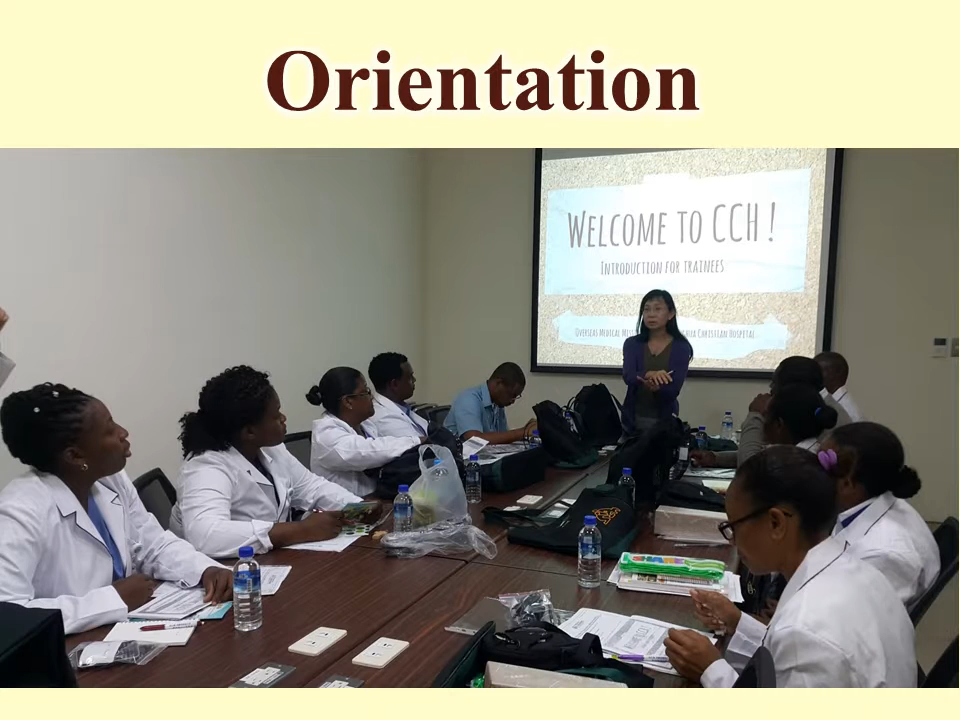 Orientation
Welcome to CCH!
Introduction for trainees
Overseas Medical Christian Hospital